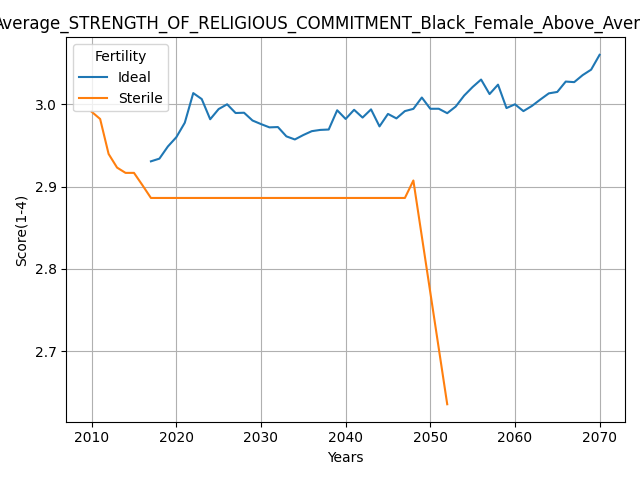 Average_STRENGTH_OF_RELIGIOUS_COMMITMENT_Black_Female_Above_Aver
Fertility
Ideal
Sterile
Score(1-4)
3.0
2.9
2.8
2.7
2010 2020 2030 2040 2050 2060 2070
Years